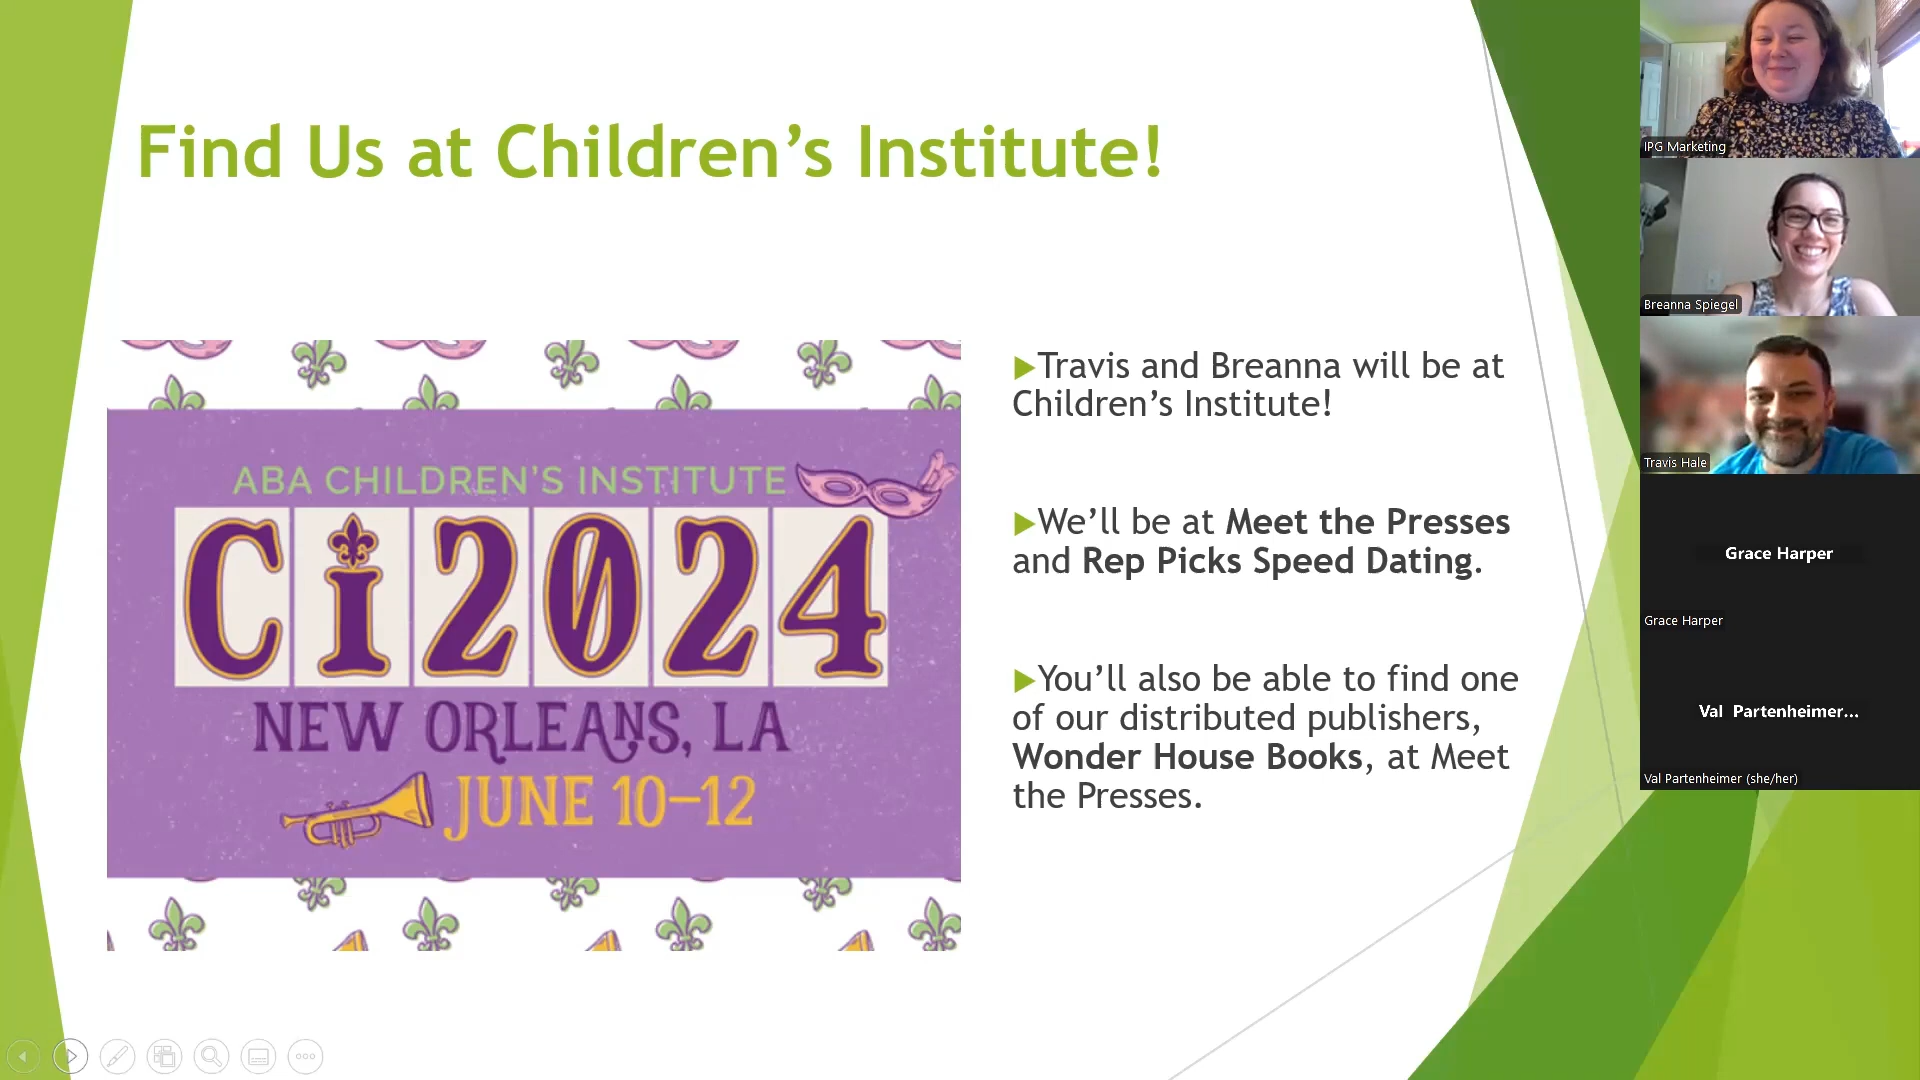 Find Us at Children’s Institute!
ABA CHILDREN'S INSTITUTE
Ci2024
NEW ORLEANS, LA
JUNE 10–12
Travis and Breanna will be at
Children’s Institute!
We’ll be at Meet the Presses
and Rep Picks Speed Dating.
You’ll also be able to find one
of our distributed publishers,
Wonder House Books, at Meet
the Presses.
IPG Marketing
Breanna Spiegel
Travis Hale
Grace Harper
Grace Harper
Val Partenheimer...
Val Partenheimer (she/her)